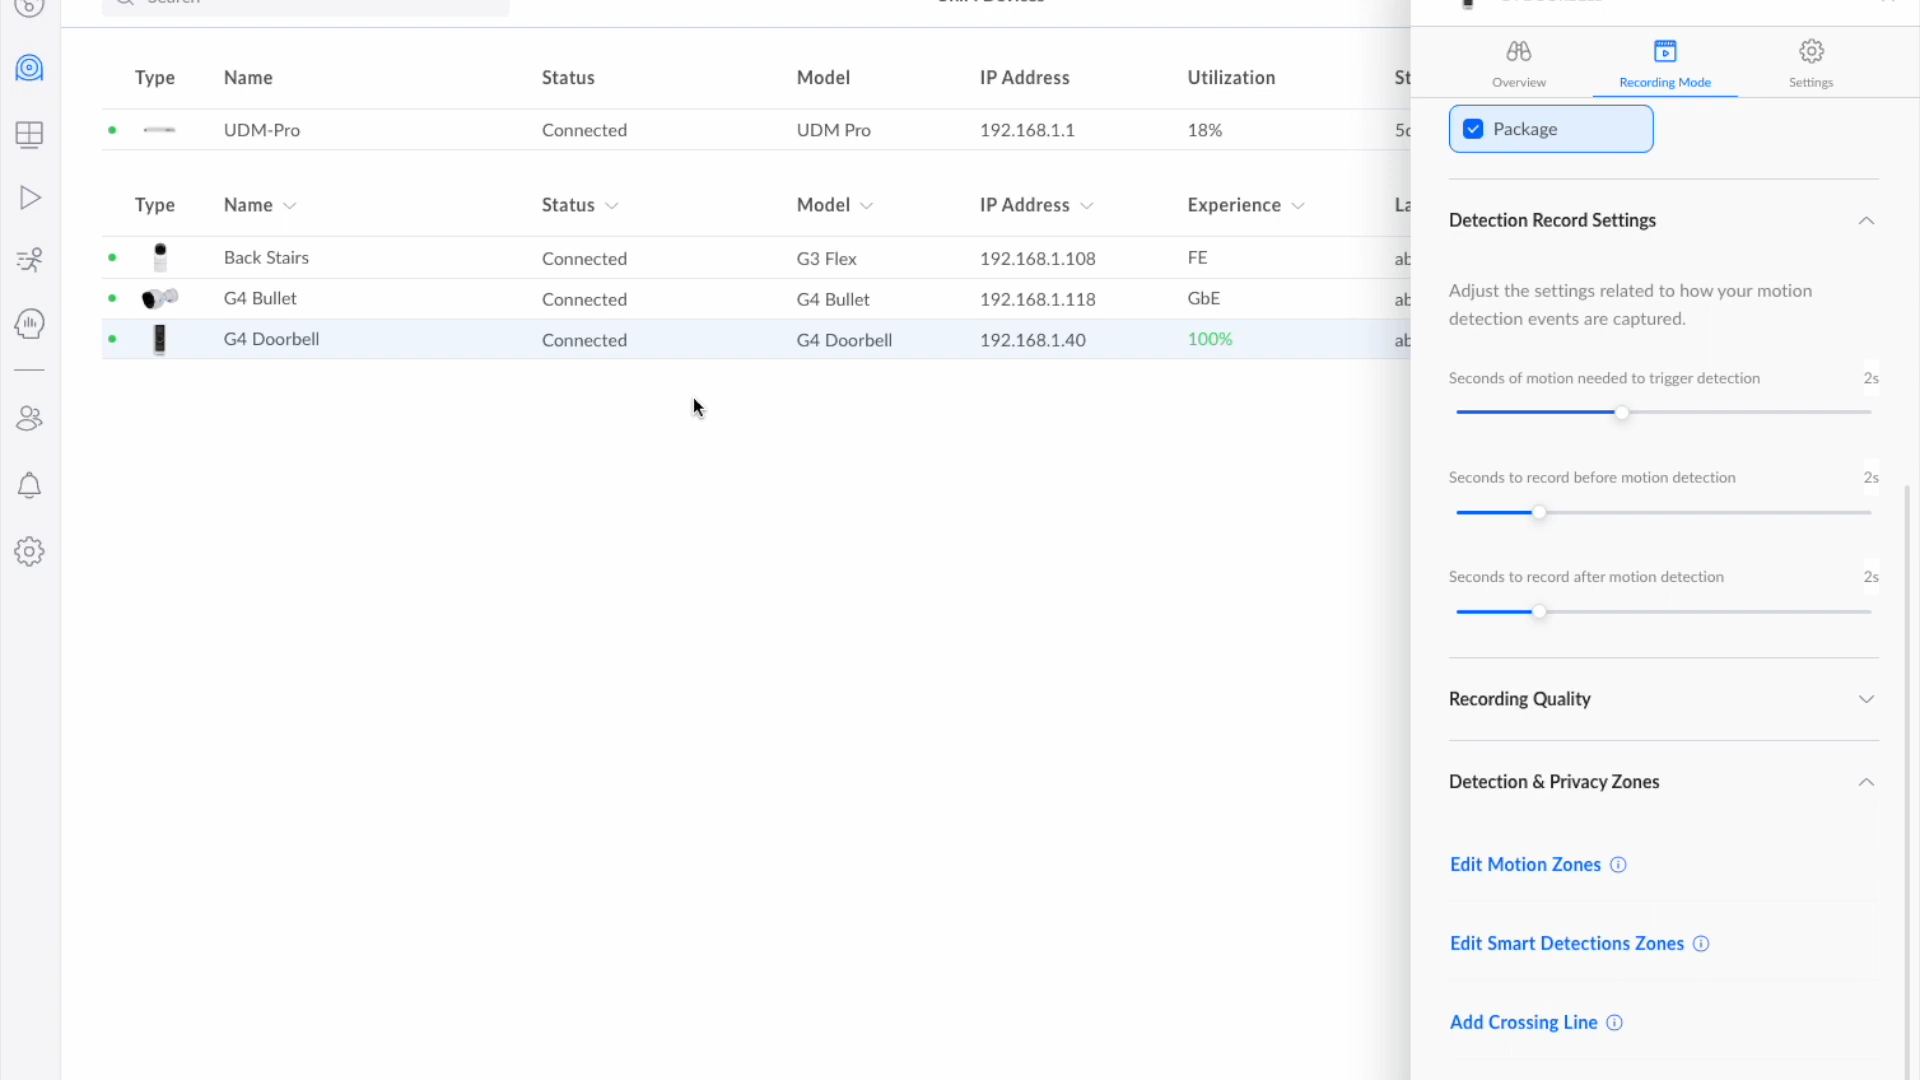 Overview
Recording Mode
Settings
Type Name Status Model IP Address Utilization St
UDM-Pro Connected UDM Pro 192.168.1.1 18%
Type Name Status Model IP Address Experience La
Back Stairs Connected G3 Flex 192.168.1.108 FE ab
G4 Bullet Connected G4 Bullet 192.168.1.118 GbE ab
G4 Doorbell Connected G4 Doorbell 192.168.1.40 100% ab
Package
Detection Record Settings
Adjust the settings related to how your motion
detection events are captured.
Seconds of motion needed to trigger detection 2s
Seconds to record before motion detection 2s
Seconds to record after motion detection 2s
Recording Quality
Detection & Privacy Zones
Edit Motion Zones
Edit Smart Detections Zones
Add Crossing Line